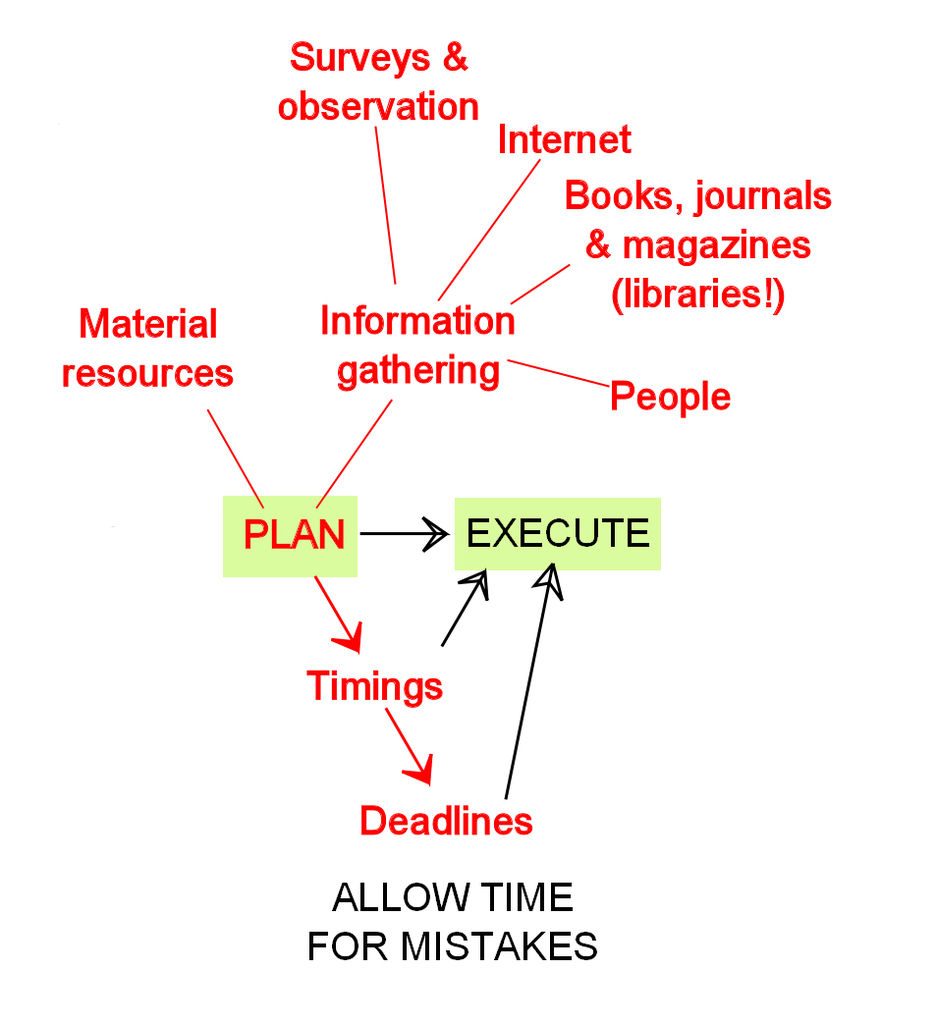 Surveys &
observation
Internet
Books, journals
& magazines
(libraries!)
Material
resources
Information
gathering
People
PLAN
EXECUTE
Timings
Deadlines
ALLOW TIME
FOR MISTAKES